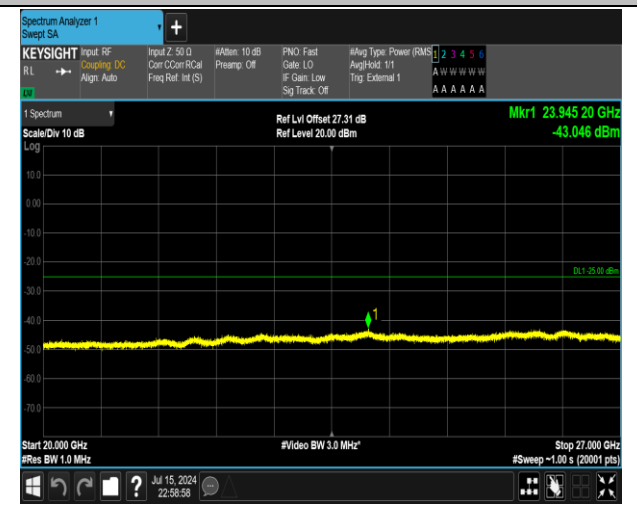 Spectrum Analyzer 1
Swept SA
KEYSIGHT
RL
Input: RF
Coupling: DC
Align: Auto
Input Z: 50 Ω
Corr CCorr RCal
Freq Ref: Int (S)
#Atten: 10 dB
Preamp: Off
PNO: Fast
Gate: LO
IF Gain: Low
Sig Track: Off
#Avg Type: Power (RMS
Avg|Hold: 1/1
Trig: External 1
1 2 3 4 5 6
A W W W W W
A A A A A A
1 Spectrum
Scale/Div 10 dB
Log
Ref Lvl Offset 27.31 dB
Ref Level 20.00 dBm
Mkr1 23.945 20 GHz
-43.046 dBm
10.0
0.00
-10.0
-20.0
DL1 -25.00 dBm
-30.0
-40.0
1
-50.0
-60.0
-70.0
Start 20.000 GHz
#Res BW 1.0 MHz
#Video BW 3.0 MHz*
Stop 27.000 GHz
#Sweep ~1.00 s (20001 pts)
?
Jul 15, 2024
22:58:58